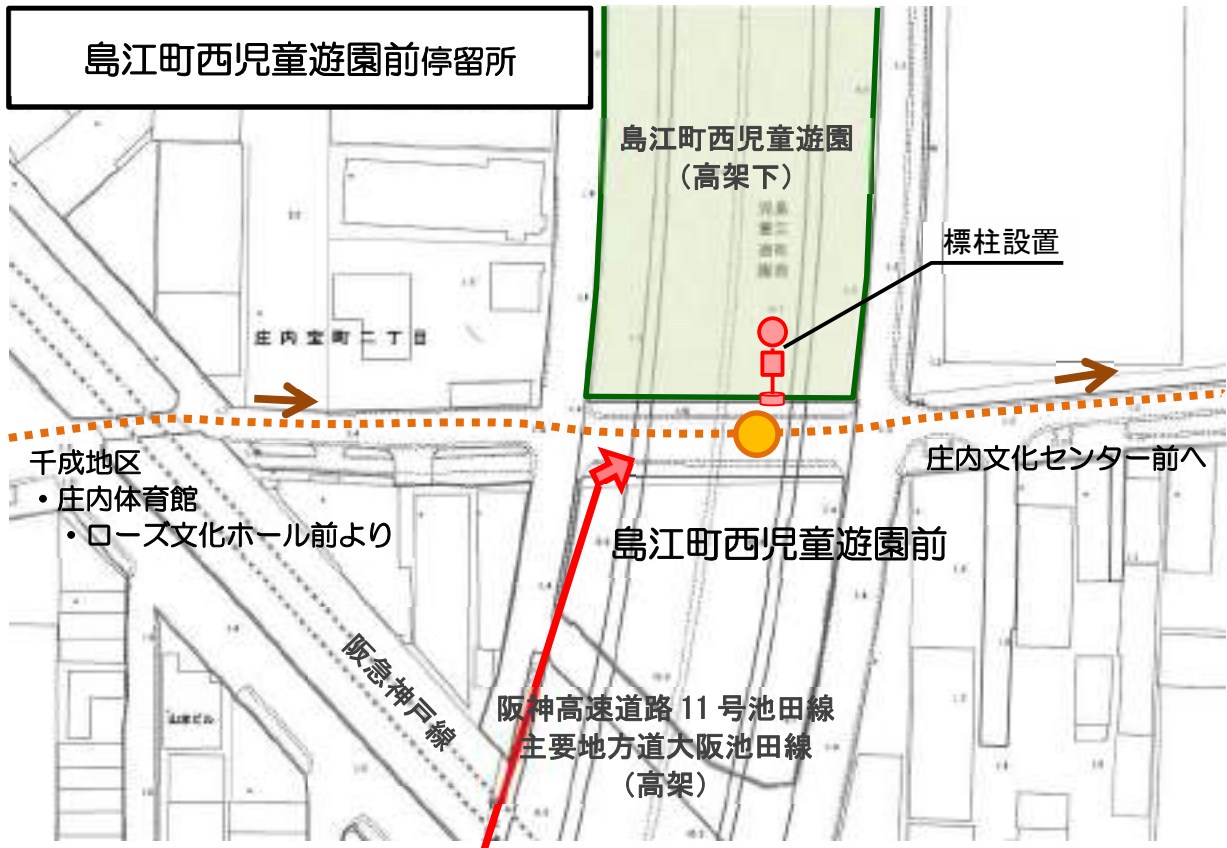 島江町西児童遊園前停留所
島江町西児童遊園
（高架下）
標柱設置
庄内宝町二丁目
千成地区
・庄内体育館
・ローズ文化ホール前より
庄内文化センター前へ
島江町西児童遊園前
阪急神戸線
阪神高速道路 11 号池田線
主要地方道大阪池田線
（高架）